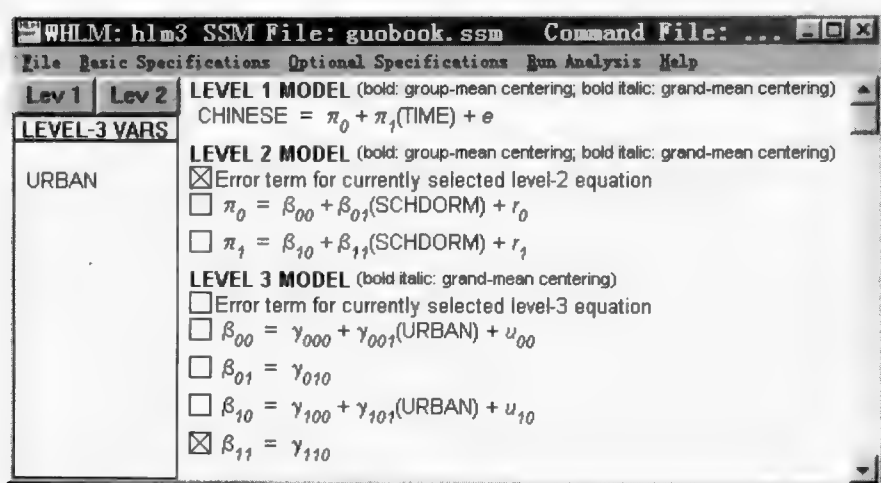 WHLM: hlm3 SSM File: guobook.ssm Command File: ...
File Basic Specifications Optional Specifications Run Analysis Help
Lev 1 Lev 2
LEVEL-3 VARS
URBAN
LEVEL 1 MODEL (bold: group-mean centering; bold italic: grand-mean centering)
CHINESE = π₀ + π₁(TIME) + e
LEVEL 2 MODEL (bold: group-mean centering; bold italic: grand-mean centering)
Error term for currently selected level-2 equation
π₀ = β₀₀ + β₀₁(SCHDORM) + r₀
π₁ = β₁₀ + β₁₁(SCHDORM) + r₁
LEVEL 3 MODEL (bold italic: grand-mean centering)
Error term for currently selected level-3 equation
β₀₀ = γ₀₀₀ + γ₀₀₁(URBAN) + u₀₀
β₀₁ = γ₀₁₀
β₁₀ = γ₁₀₀ + γ₁₀₁(URBAN) + u₁₀
β₁₁ = γ₁₁₀